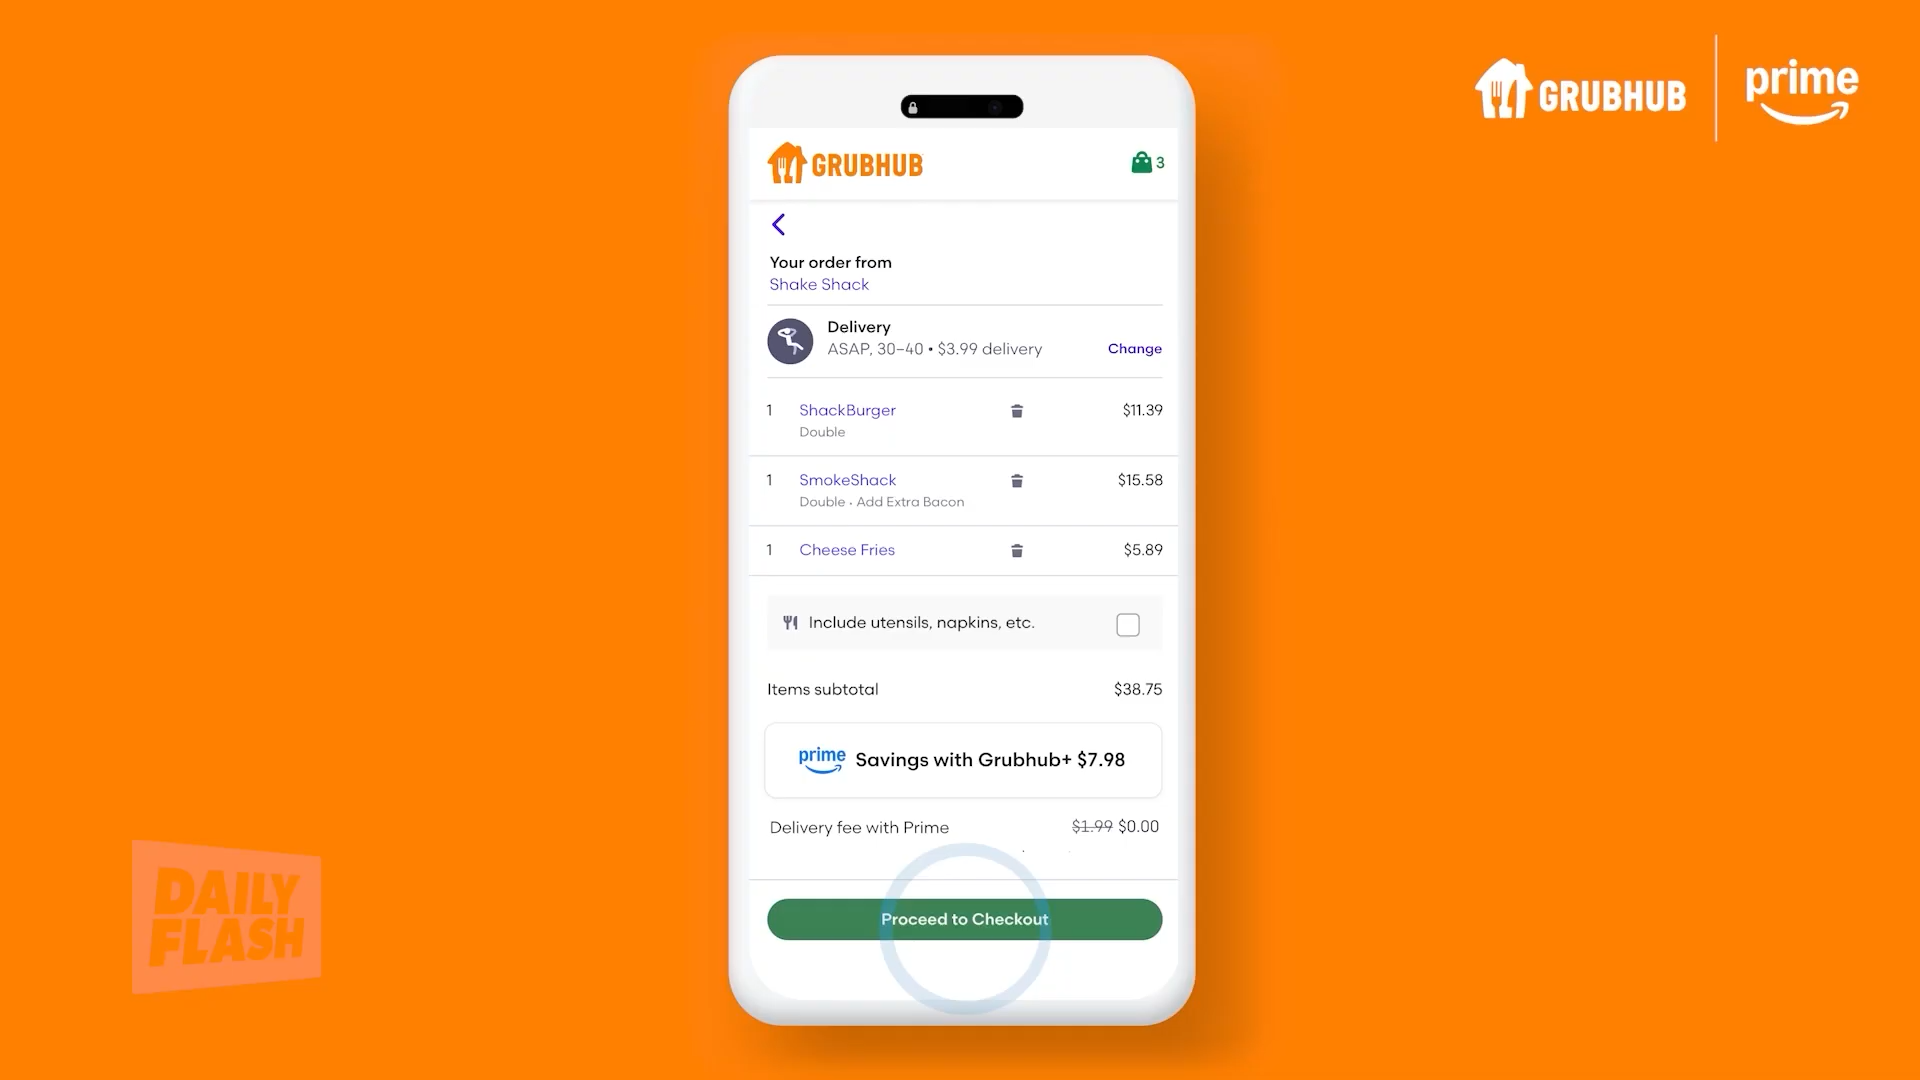 GRUBHUB
prime
GRUBHUB
3
Your order from
Shake Shack
Delivery
ASAP, 30–40 • $3.99 delivery
Change
1 ShackBurger $11.39
Double
1 SmokeShack $15.58
Double • Add Extra Bacon
1 Cheese Fries $5.89
Include utensils, napkins, etc.
Items subtotal $38.75
prime Savings with Grubhub+ $7.98
Delivery fee with Prime $1.99 $0.00
Proceed to Checkout
DAILY
FLASH